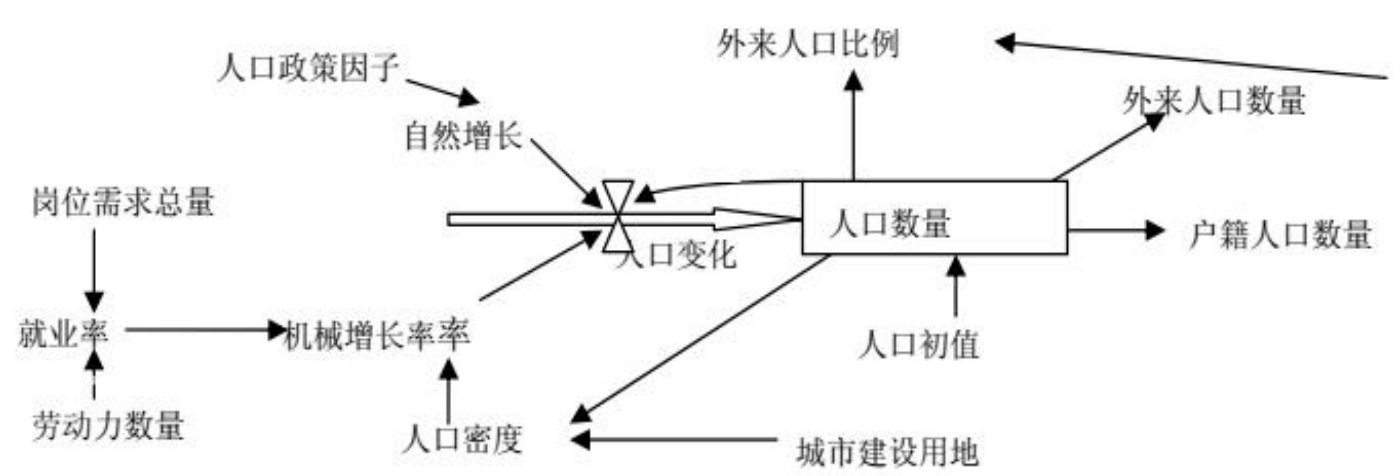 外来人口比例
人口政策因子
外来人口数量
自然增长
岗位需求总量
人口数量
户籍人口数量
人口变化
就业率
机械增长率率
人口初值
劳动力数量
人口密度
城市建设用地